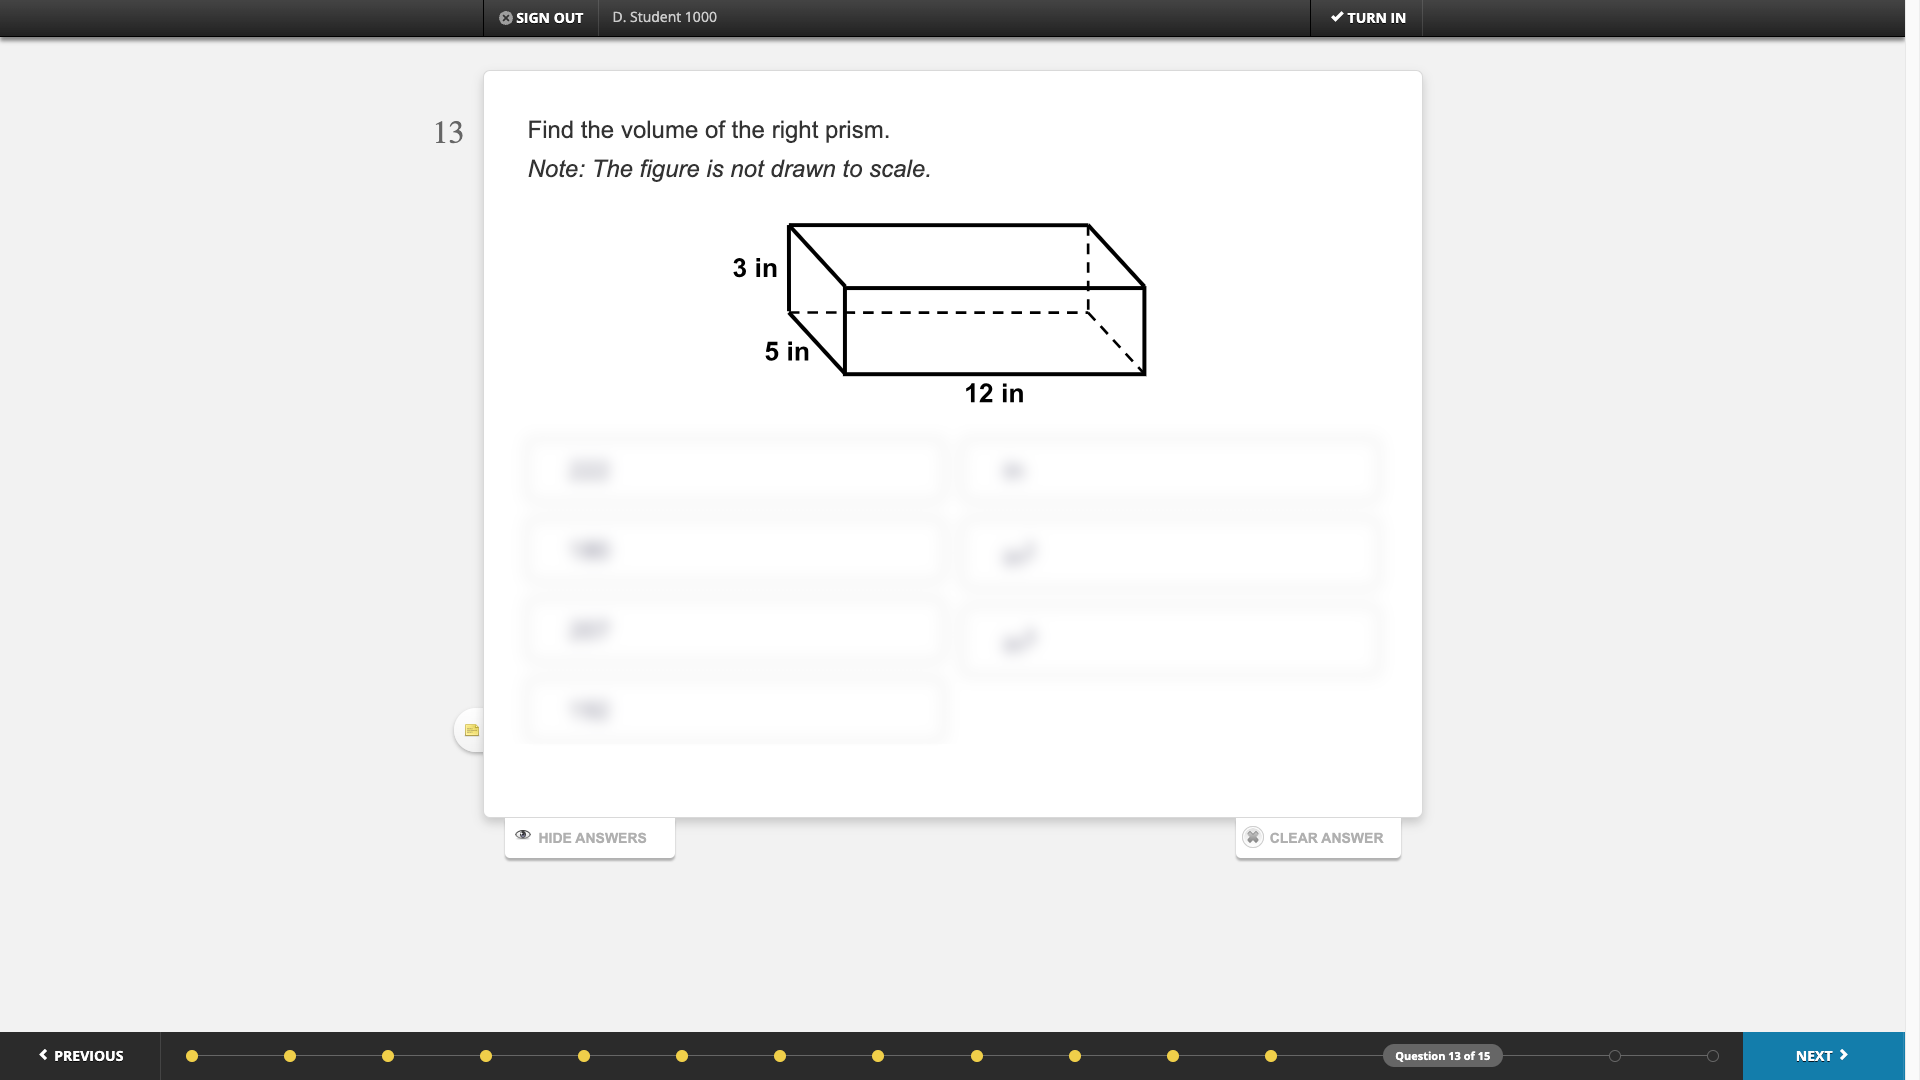 SIGN OUT
D. Student 1000
TURN IN
13
Find the volume of the right prism.
Note: The figure is not drawn to scale.
3 in
5 in
12 in
HIDE ANSWERS
CLEAR ANSWER
PREVIOUS
Question 13 of 15
NEXT